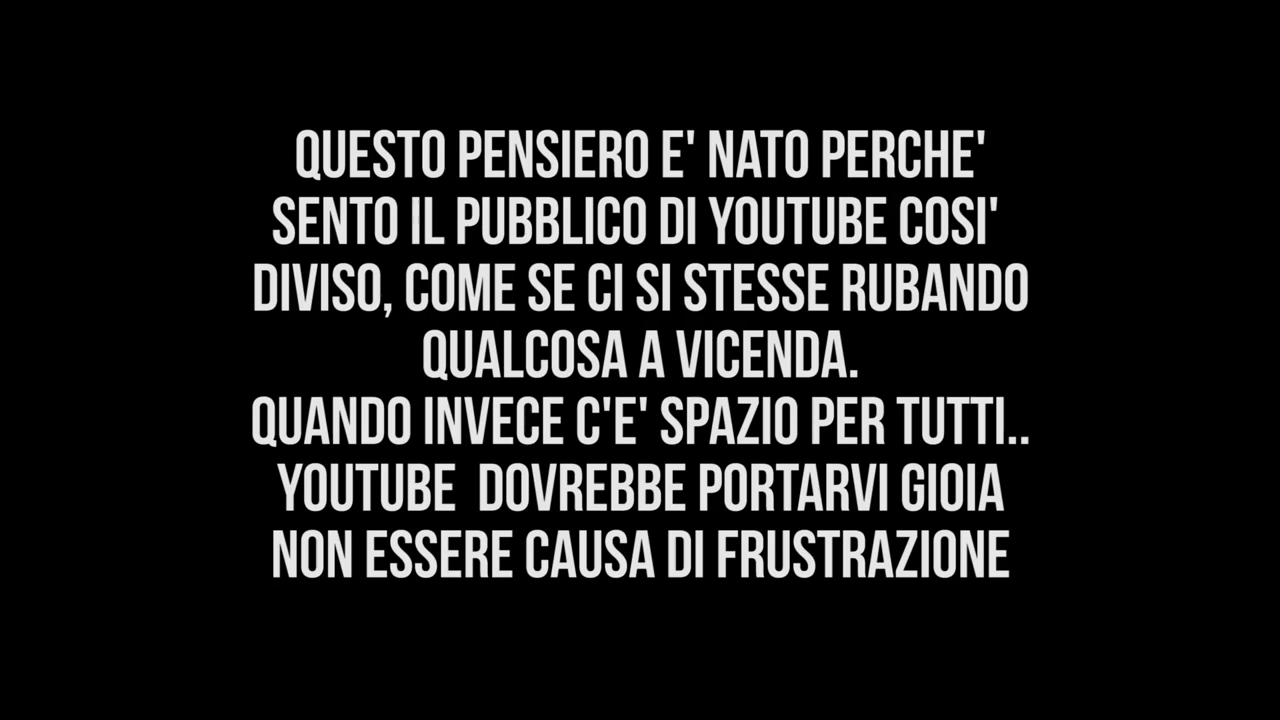 QUESTO PENSIERO E' NATO PERCHE'
SENTO IL PUBBLICO DI YOUTUBE COSI'
DIVISO, COME SE CI SI STESSE RUBANDO
QUALCOSA A VICENDA.
QUANDO INVECE C'E' SPAZIO PER TUTTI..
YOUTUBE  DOVREBBE PORTARVI GIOIA
NON ESSERE CAUSA DI FRUSTRAZIONE